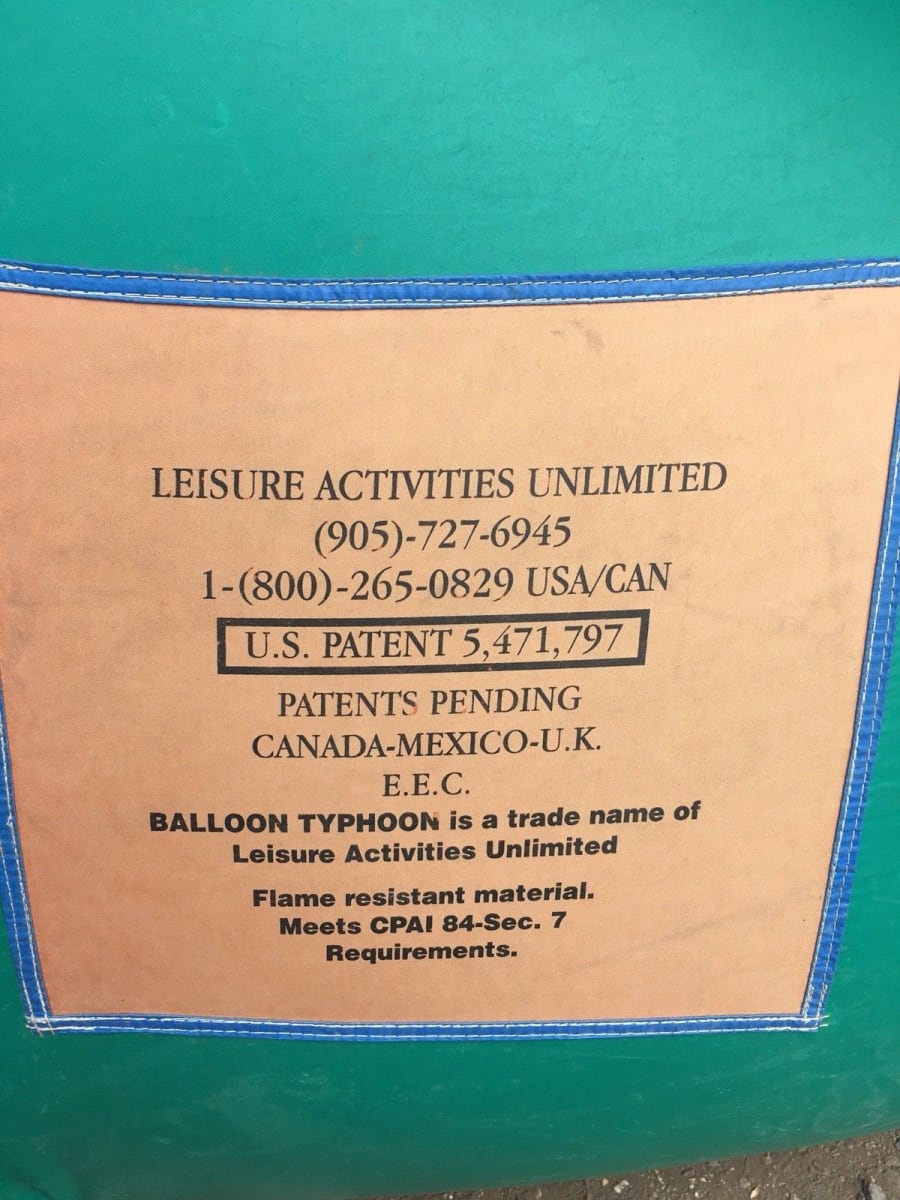 LEISURE ACTIVITIES UNLIMITED
(905)-727-6945
1-(800)-265-0829 USA/CAN
U.S. PATENT 5,471,797
PATENTS PENDING
CANADA-MEXICO-U.K.
E.E.C.
BALLOON TYPHOON is a trade name of
Leisure Activities Unlimited
Flame resistant material.
Meets CPAI 84-Sec. 7
Requirements.